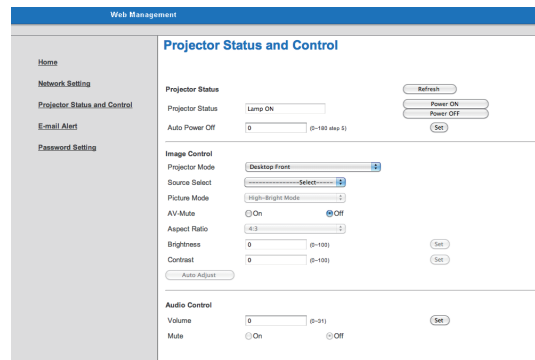 Web Management
Projector Status and Control
Home
Network Setting
Projector Status and Control
E-mail Alert
Password Setting
Projector Status Refresh
Projector Status Lamp ON Power ON
Power OFF
Auto Power Off 0 (0-180 step 5) Set
Image Control
Projector Mode Desktop Front
Source Select ---------------Select-----
Picture Mode High-Bright Mode
AV-Mute On Off
Aspect Ratio 4:3
Brightness 0 (0-100) Set
Contrast 0 (0-100) Set
Auto Adjust
Audio Control
Volume 0 (0-31) Set
Mute On Off